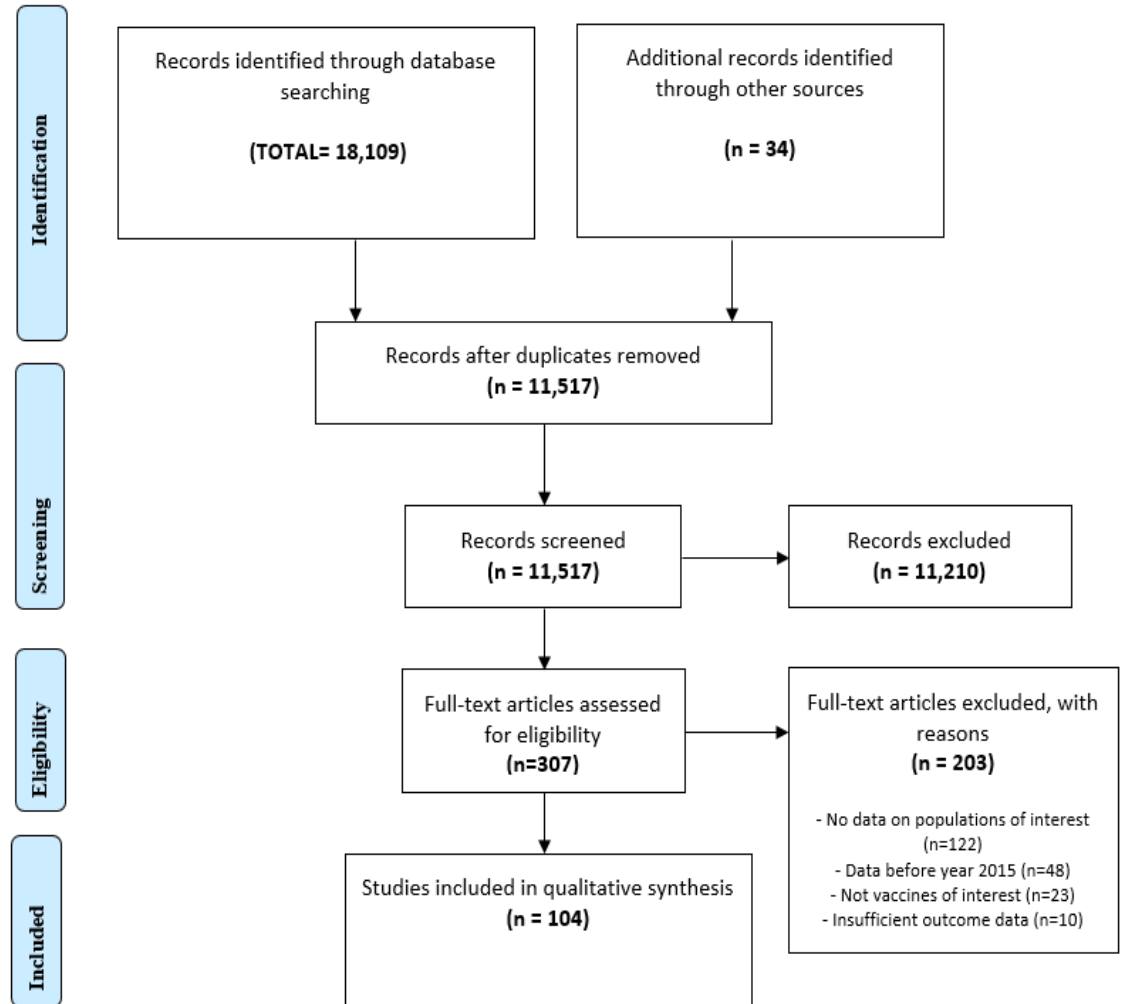 Identification
Records identified through database
searching
(TOTAL= 18,109)
Additional records identified
through other sources
(n = 34)
Records after duplicates removed
(n = 11,517)
Screening
Records screened
(n = 11,517)
Records excluded
(n = 11,210)
Eligibility
Full-text articles assessed
for eligibility
(n=307)
Full-text articles excluded, with
reasons
(n = 203)
- No data on populations of interest
(n=122)
- Data before year 2015 (n=48)
- Not vaccines of interest (n=23)
- Insufficient outcome data (n=10)
Included
Studies included in qualitative synthesis
(n = 104)